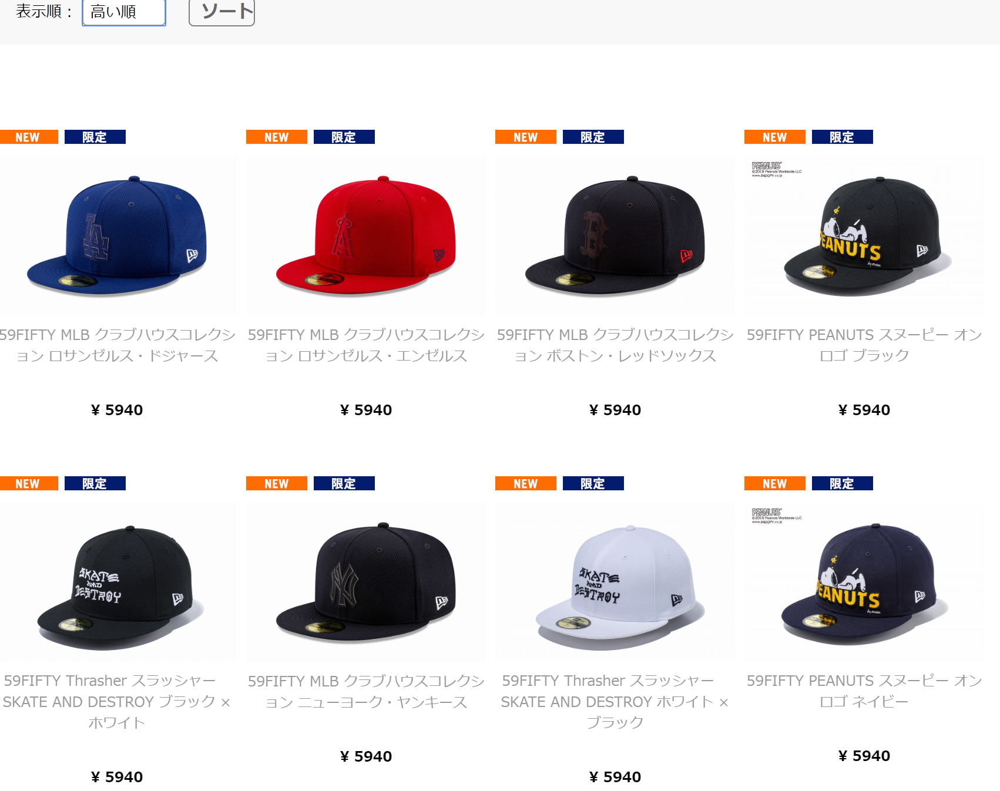 表示順： 高い順 ソート
NEW 限定 NEW 限定 NEW 限定 NEW 限定
PEANUTS
©2019 Peanuts Worldwide LLC
www.SNOOPY.co.jp
LA
A
B
PEANUTS
59FIFTY MLB クラブハウスコレクシ
ョン ロサンゼルス・ドジャース
59FIFTY MLB クラブハウスコレクシ
ョン ロサンゼルス・エンゼルス
59FIFTY MLB クラブハウスコレクシ
ョン ボストン・レッドソックス
59FIFTY PEANUTS スヌーピー オン
ロゴ ブラック
¥ 5940 ¥ 5940 ¥ 5940 ¥ 5940
NEW 限定 NEW 限定 NEW 限定 NEW 限定
PEANUTS
©2019 Peanuts Worldwide LLC
www.SNOOPY.co.jp
SKATE
AND
DESTROY
NY
SKATE
AND
DESTROY
PEANUTS
59FIFTY Thrasher スラッシャー
SKATE AND DESTROY ブラック ×
ホワイト
59FIFTY MLB クラブハウスコレクシ
ョン ニューヨーク・ヤンキース
59FIFTY Thrasher スラッシャー
SKATE AND DESTROY ホワイト ×
ブラック
59FIFTY PEANUTS スヌーピー オン
ロゴ ネイビー
¥ 5940 ¥ 5940 ¥ 5940 ¥ 5940